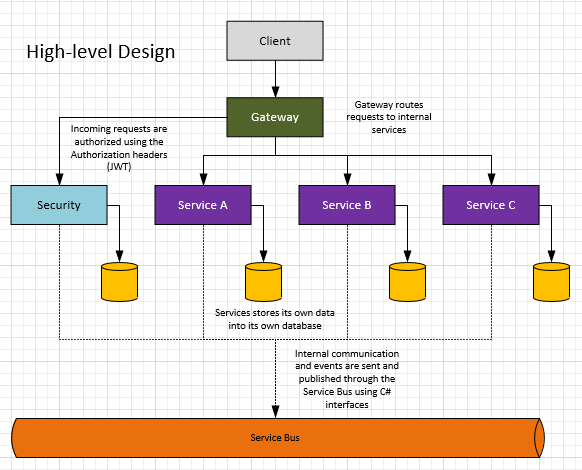 High-level Design
Client
Gateway
Gateway routes
requests to internal
services
Incoming requests are
authorized using the
Authorization headers
(JWT)
Security
Service A
Service B
Service C
Services stores its own data
into its own database
Internal communication
and events are sent and
published through the
Service Bus using C#
interfaces
Service Bus